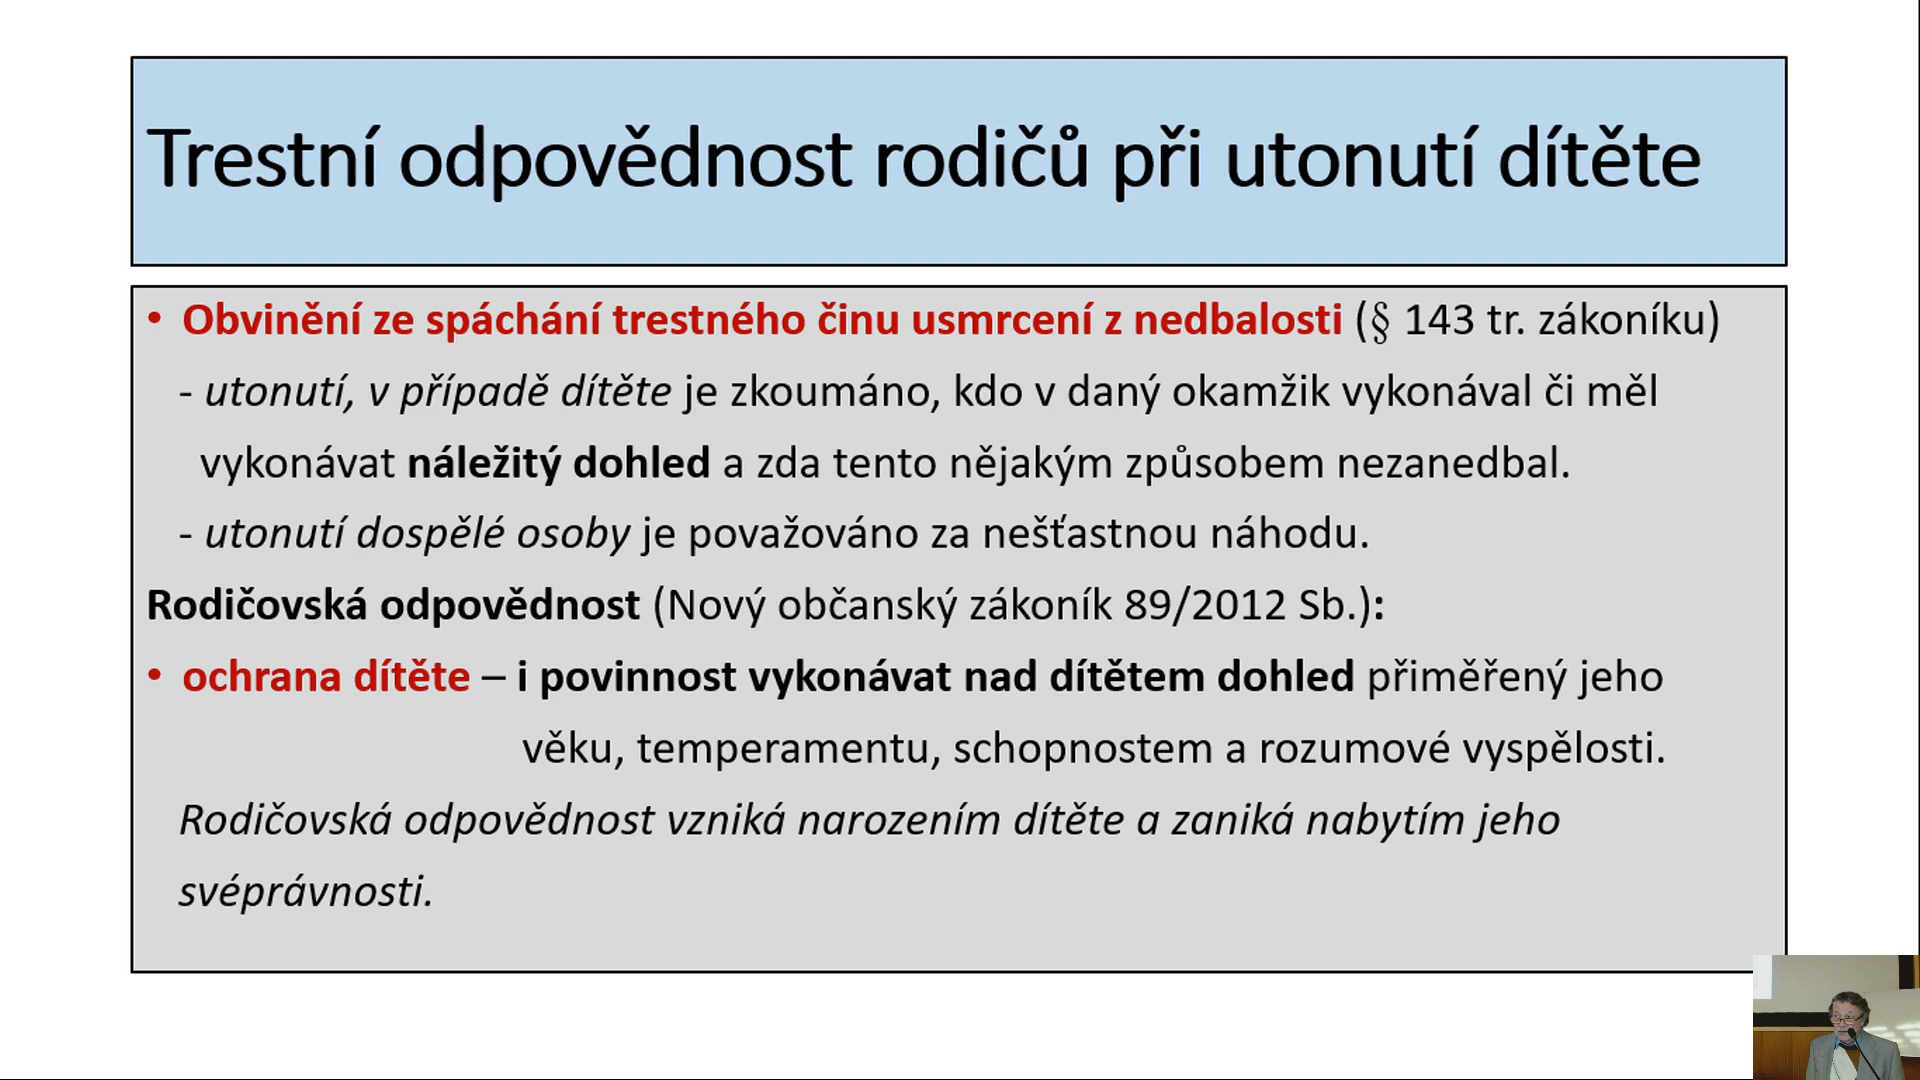 Trestní odpovědnost rodičů při utonutí dítěte
• Obvinění ze spáchání trestného činu usmrcení z nedbalosti (§ 143 tr. zákoníku)
- utonutí, v případě dítěte je zkoumáno, kdo v daný okamžik vykonával či měl
vykonávat náležitý dohled a zda tento nějakým způsobem nezanedbal.
- utonutí dospělé osoby je považováno za nešťastnou náhodu.
Rodičovská odpovědnost (Nový občanský zákoník 89/2012 Sb.):
• ochrana dítěte – i povinnost vykonávat nad dítětem dohled přiměřený jeho
věku, temperamentu, schopnostem a rozumové vyspělosti.
Rodičovská odpovědnost vzniká narozením dítěte a zaniká nabytím jeho
svéprávnosti.